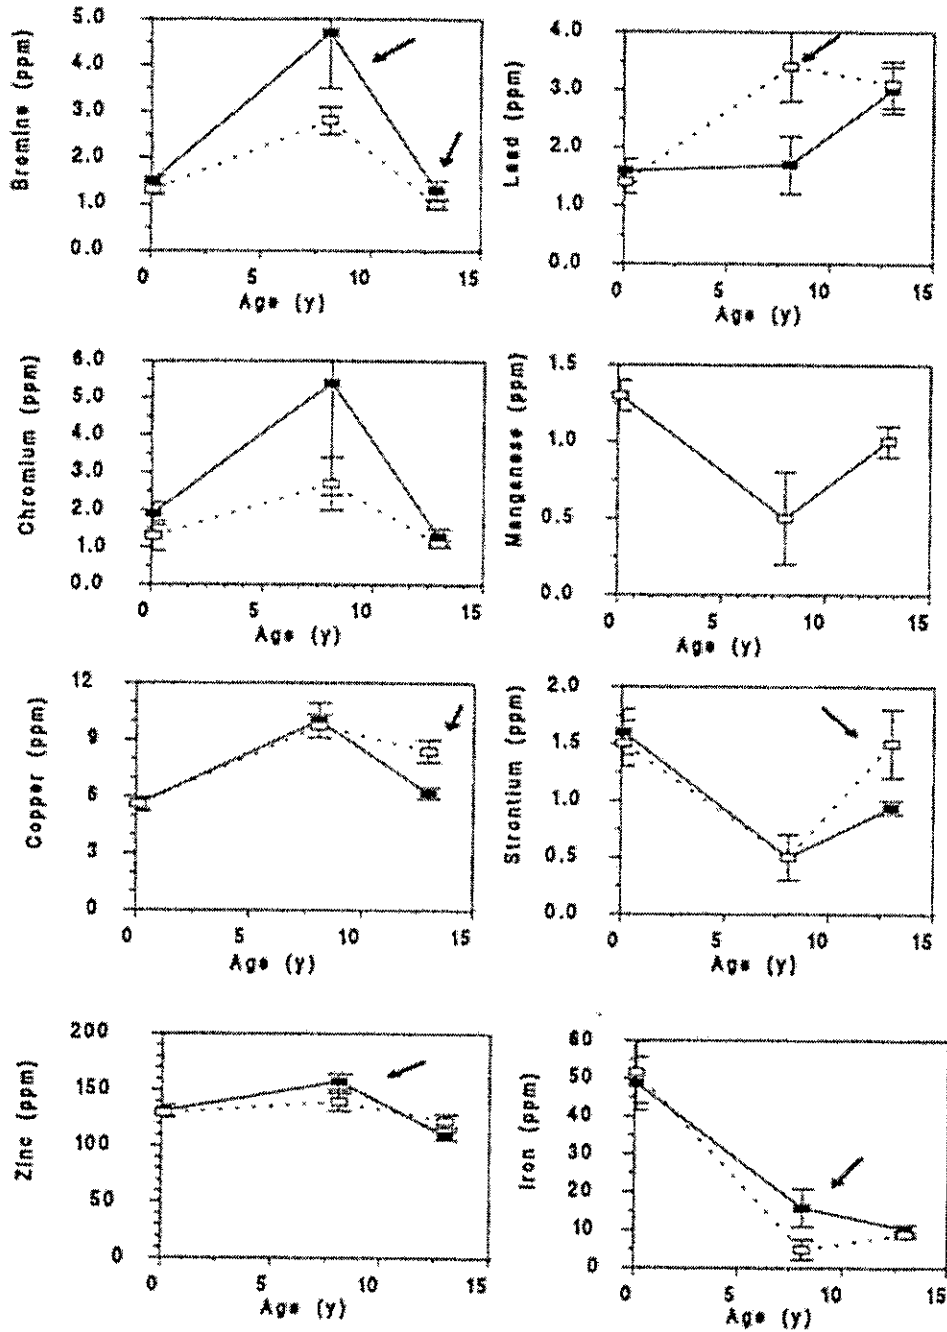 Bromine (ppm)
5.0
4.0
3.0
2.0
1.0
0.0
0 5 10 15
Age (y)
Lead (ppm)
4.0
3.0
2.0
1.0
0.0
0 5 10 15
Age (y)
Chromium (ppm)
6.0
5.0
4.0
3.0
2.0
1.0
0.0
0 5 10 15
Age (y)
Manganese (ppm)
1.5
1.0
0.5
0.0
0 5 10 15
Age (y)
Copper (ppm)
12
9
6
3
0
0 5 10 15
Age (y)
Strontium (ppm)
2.0
1.5
1.0
0.5
0.0
0 5 10 15
Age (y)
Zinc (ppm)
200
150
100
50
0
0 5 10 15
Age (y)
Iron (ppm)
60
50
40
30
20
10
0
0 5 10 15
Age (y)